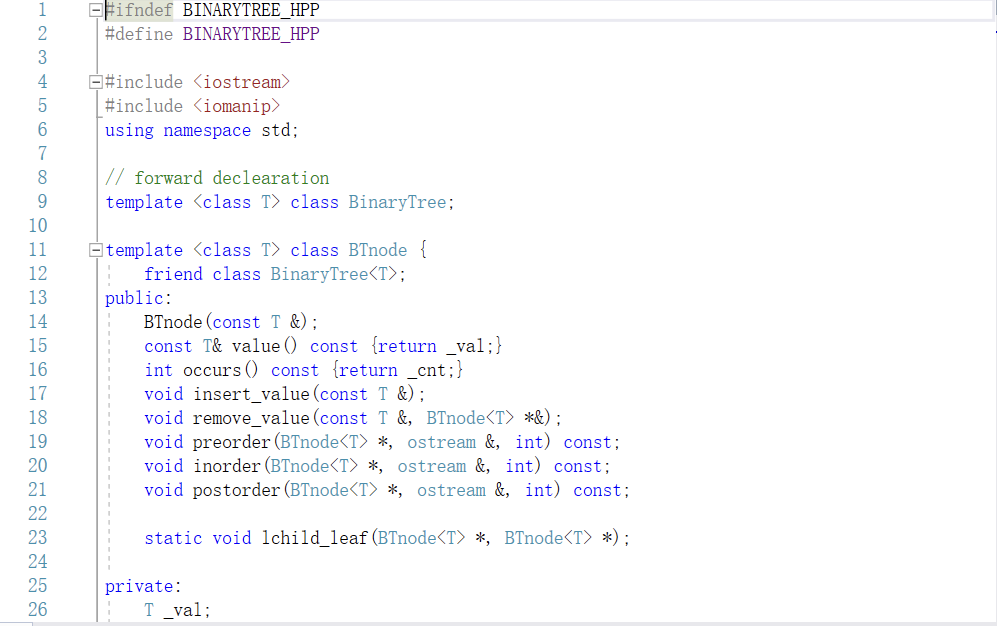 1 #ifndef BINARYTREE_HPP
2 #define BINARYTREE_HPP
3
4 #include <iostream>
5 #include <iomanip>
6 using namespace std;
7
8 // forward declearation
9 template <class T> class BinaryTree;
10
11 template <class T> class BTnode {
12 friend class BinaryTree<T>;
13 public:
14 BTnode(const T &);
15 const T& value() const {return _val;}
16 int occurs() const {return _cnt;}
17 void insert_value(const T &);
18 void remove_value(const T &, BTnode<T> *&);
19 void preorder(BTnode<T> *, ostream &, int) const;
20 void inorder(BTnode<T> *, ostream &, int) const;
21 void postorder(BTnode<T> *, ostream &, int) const;
22
23 static void lchild_leaf(BTnode<T> *, BTnode<T> *);
24
25 private:
26 T _val;